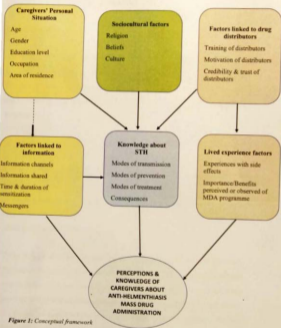 Caregivers' Personal
Situation
Age
Gender
Education level
Occupation
Area of residence
Sociocultural factors
Religion
Beliefs
Culture
Factors linked to drug
distributors
Training of distributors
Motivation of distributors
Credibility & trust of
distributors
Factors linked to
information
Information channels
Information shared
Time & duration of
sensitization
Messengers
Knowledge about
STH
Modes of transmission
Modes of prevention
Modes of treatment
Consequences
Lived experience factors
Experiences with side
effects
Importance/Benefits
perceived or observed of
MDA programme
PERCEPTIONS &
KNOWLEDGE OF
CAREGIVERS ABOUT
ANTI-HELMENTHIASIS
MASS DRUG
ADMINISTRATION
Figure 1: Conceptual framework